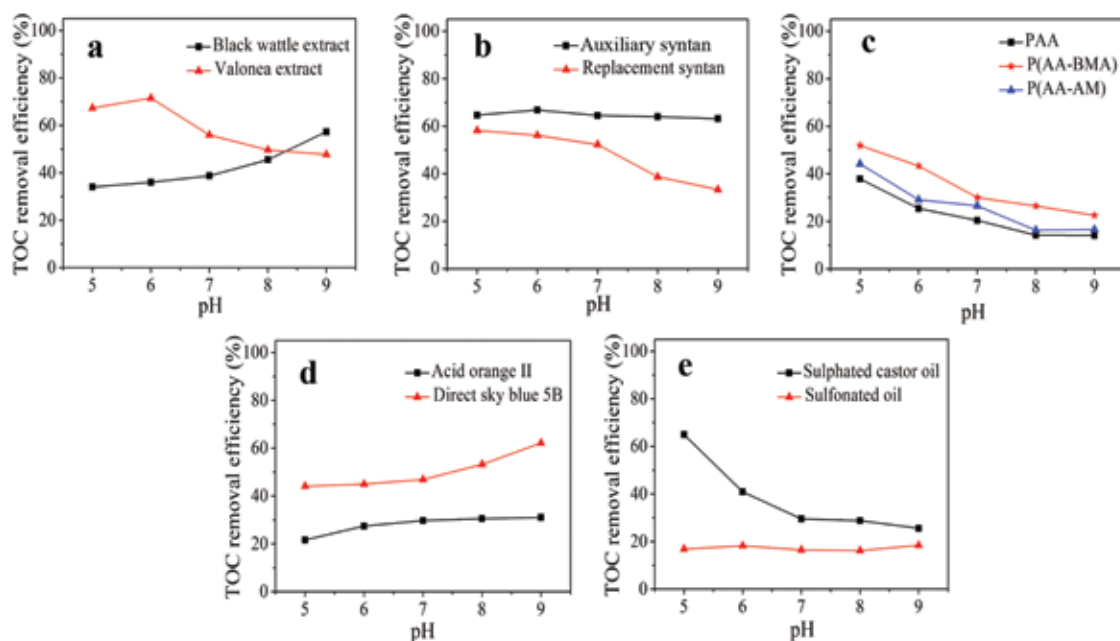 TOC removal efficiency (%)
100
80
60
40
20
0
a
Black wattle extract
Valonea extract
5 6 7 8 9
pH
TOC removal efficiency (%)
100
80
60
40
20
0
b
Auxiliary syntan
Replacement syntan
5 6 7 8 9
pH
TOC removal efficiency (%)
100
80
60
40
20
0
c
PAA
P(AA-BMA)
P(AA-AM)
5 6 7 8 9
pH
TOC removal efficiency (%)
100
80
60
40
20
0
d
Acid orange II
Direct sky blue 5B
5 6 7 8 9
pH
TOC removal efficiency (%)
100
80
60
40
20
0
e
Sulphated castor oil
Sulfonated oil
5 6 7 8 9
pH